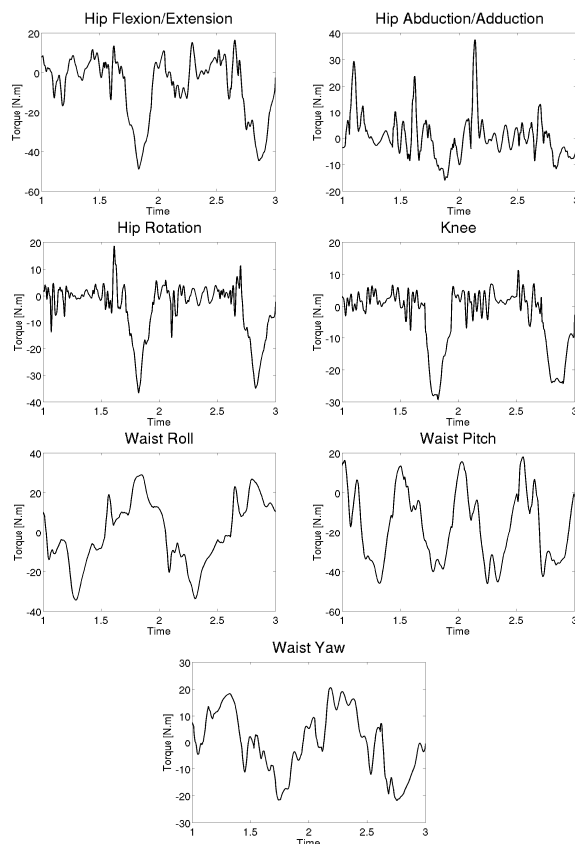 Hip Flexion/Extension
20
0
-20
-40
-60
Torque [N.m]
1 1.5 2 2.5 3
Time
Hip Abduction/Adduction
40
30
20
10
0
-10
-20
Torque [N.m]
1 1.5 2 2.5 3
Time
Hip Rotation
20
10
0
-10
-20
-30
-40
Torque [N.m]
1 1.5 2 2.5 3
Time
Knee
20
10
0
-10
-20
-30
Torque [N.m]
1 1.5 2 2.5 3
Time
Waist Roll
40
20
0
-20
-40
Torque [N.m]
1 1.5 2 2.5 3
Time
Waist Pitch
20
0
-20
-40
-60
Torque [N.m]
1 1.5 2 2.5 3
Time
Waist Yaw
30
20
10
0
-10
-20
-30
Torque [N.m]
1 1.5 2 2.5 3
Time